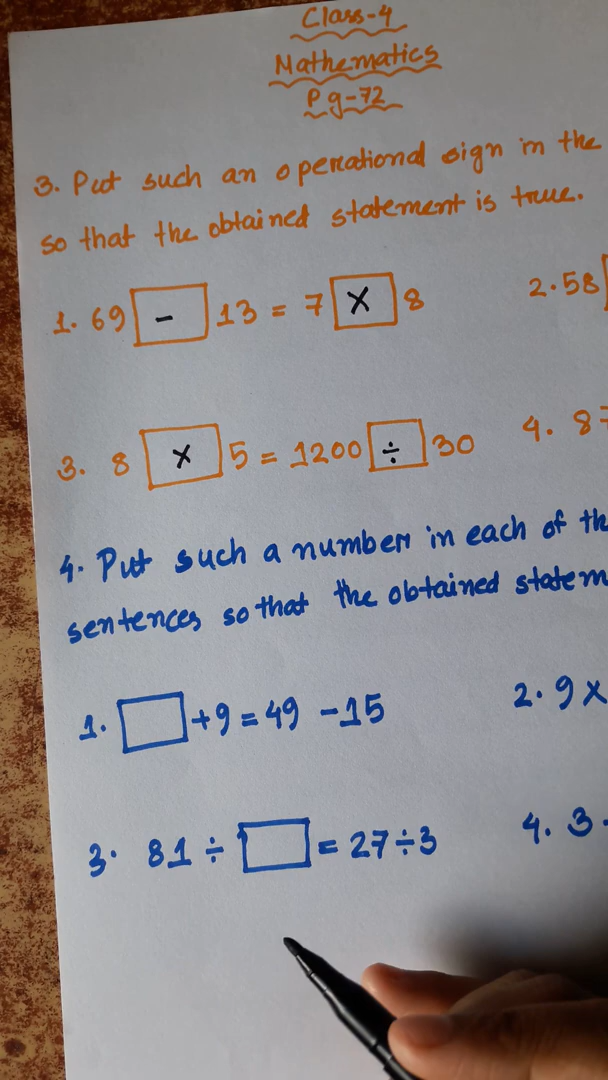 Class-4
Mathematics
Pg-72
3. Put such an operational sign in the
so that the obtained statement is true.
1. 69 - 13 = 7 × 8
2. 58
3. 8 × 5 = 1200 ÷ 30
4. 8
4. Put such a number in each of th
sentences so that the obtained statem
1. □ + 9 = 49 - 15
2. 9 ×
3. 81 ÷ □ = 27 ÷ 3
4. 3